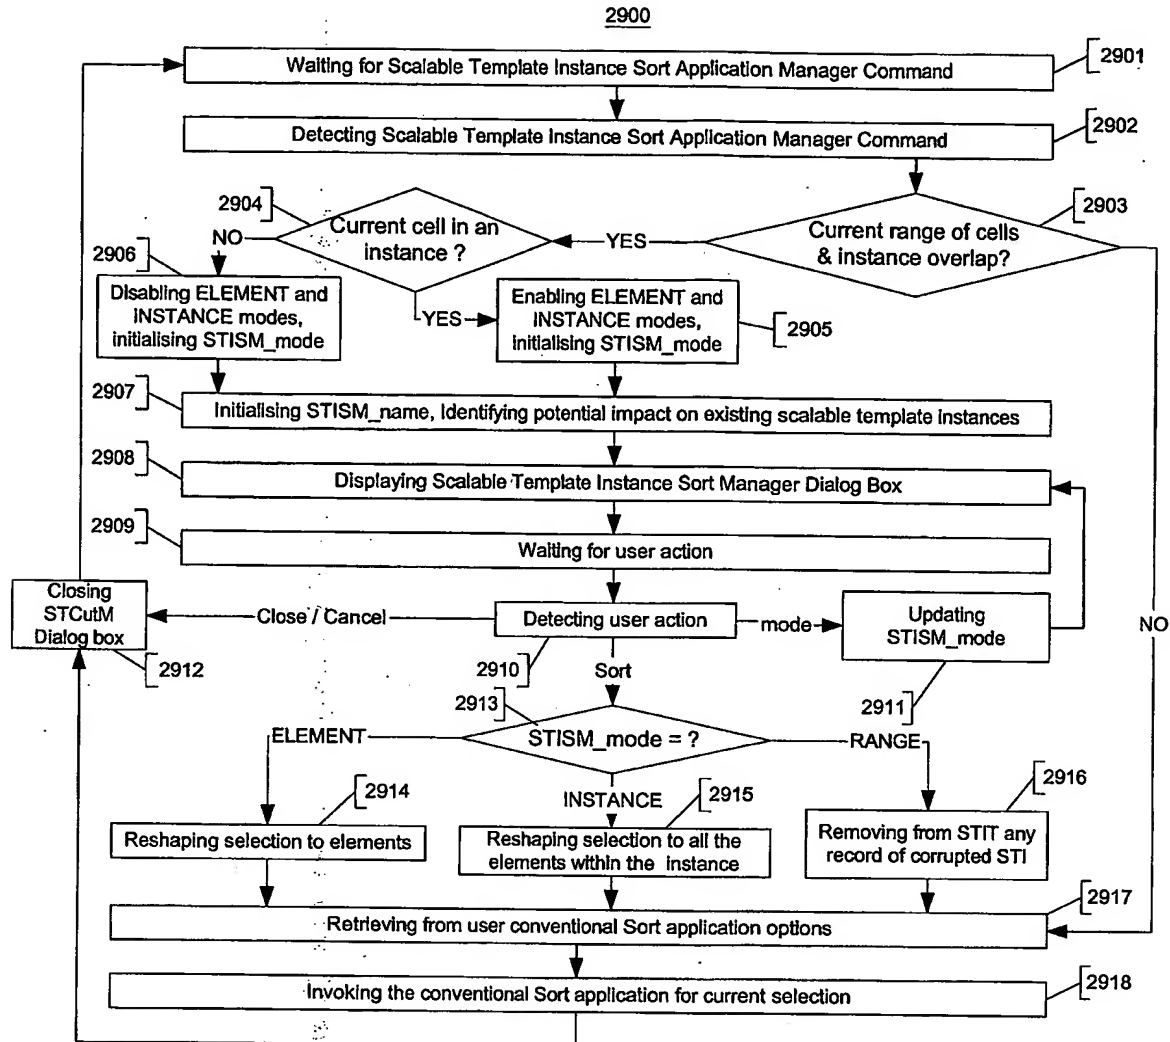 2900
Waiting for Scalable Template Instance Sort Application Manager Command
2901
Detecting Scalable Template Instance Sort Application Manager Command
2902
2904
Current cell in an
instance ?
YES
2903
Current range of cells
& instance overlap?
NO
2906
Disabling ELEMENT and
INSTANCE modes,
initialising STISM_mode
YES
Enabling ELEMENT and
INSTANCE modes,
initialising STISM_mode
2905
2907
Initialising STISM_name, Identifying potential impact on existing scalable template instances
2908
Displaying Scalable Template Instance Sort Manager Dialog Box
2909
Waiting for user action
Closing
STCutM
Dialog box
2912
Close / Cancel
Detecting user action
2910
mode
Updating
STISM_mode
2911
NO
Sort
2913
STISM_mode = ?
ELEMENT
INSTANCE
RANGE
2914
Reshaping selection to elements
2915
Reshaping selection to all the
elements within the instance
2916
Removing from STIT any
record of corrupted STI
2917
Retrieving from user conventional Sort application options
2918
Invoking the conventional Sort application for current selection